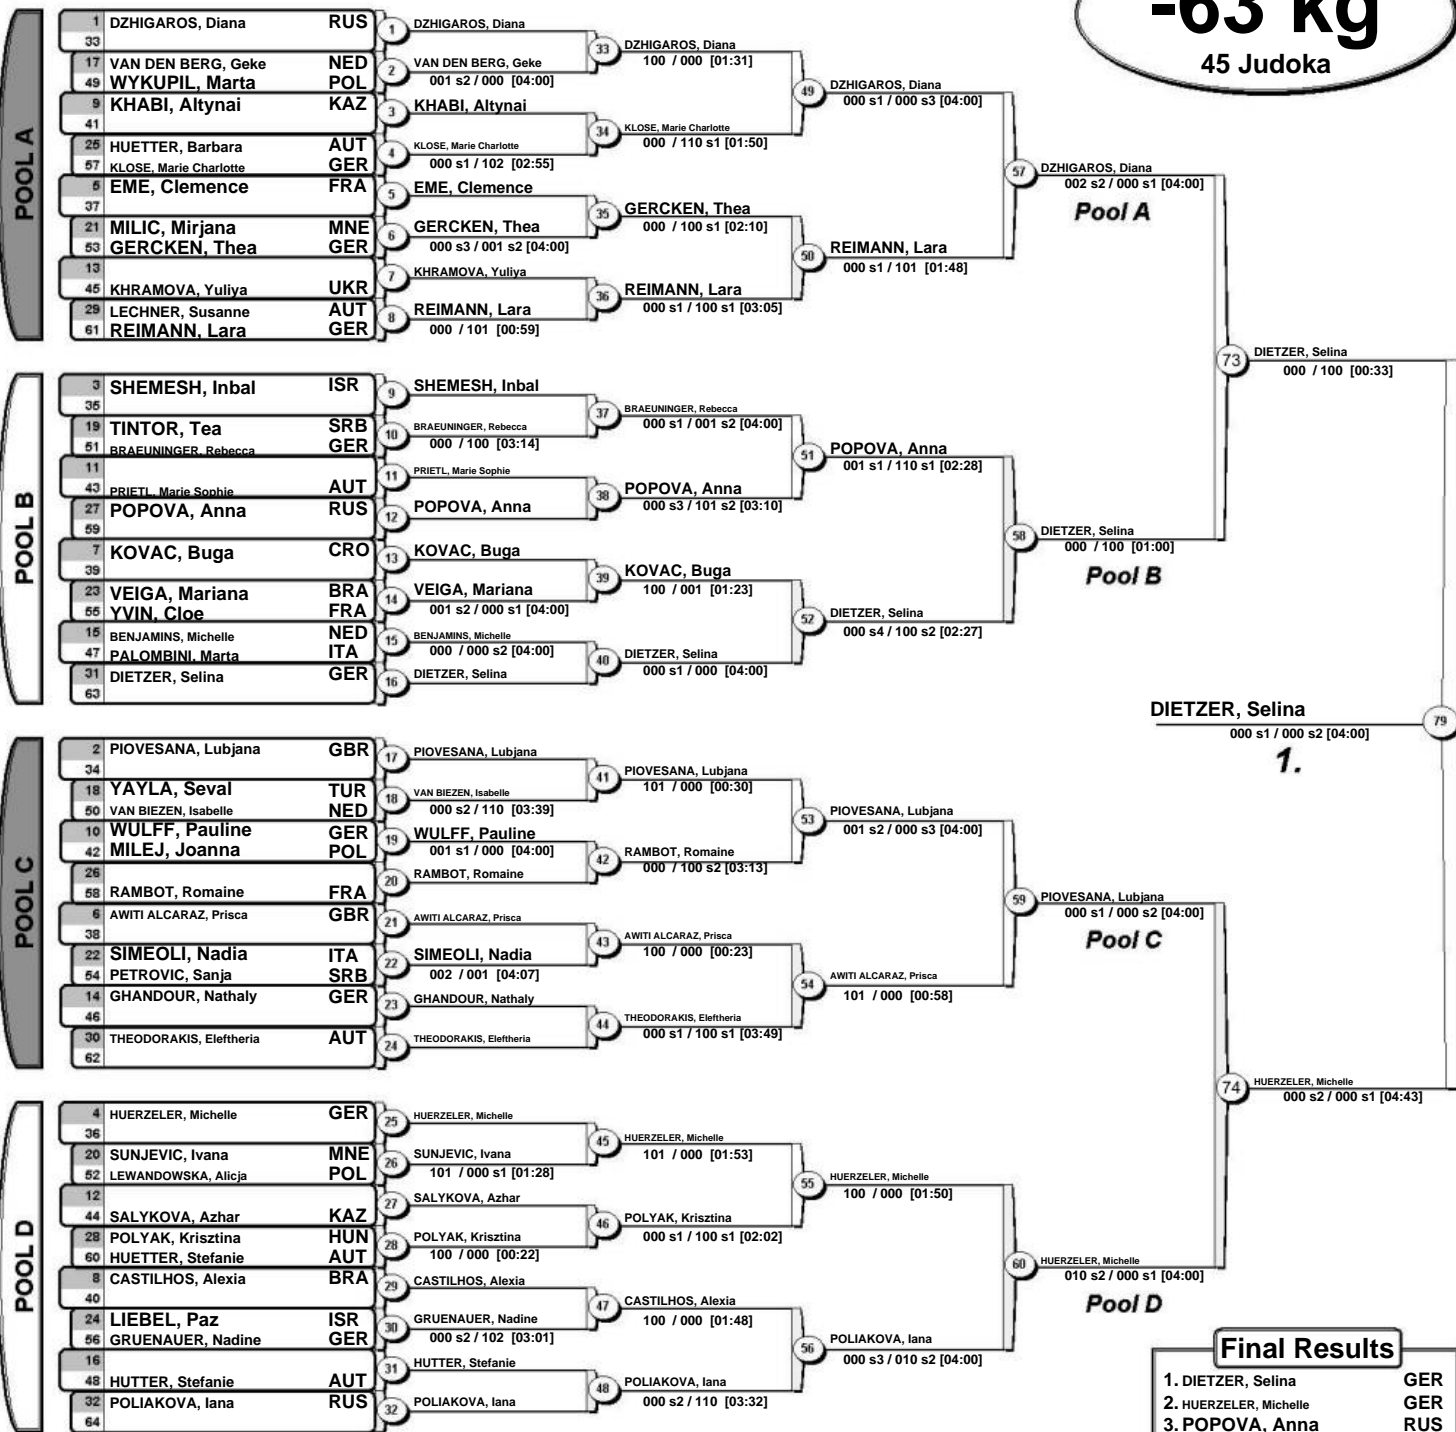 -63 kg
45 Judoka
POOL A
1 DZHIGAROS, Diana RUS
33
17 VAN DEN BERG, Geke NED
49 WYKUPIL, Marta POL
9 KHABI, Altynai KAZ
41
25 HUETTER, Barbara AUT
57 KLOSE, Marie Charlotte GER
5 EME, Clemence FRA
37
21 MILIC, Mirjana MNE
53 GERCKEN, Thea GER
13
45 KHRAMOVA, Yuliya UKR
29 LECHNER, Susanne AUT
61 REIMANN, Lara GER
1 DZHIGAROS, Diana
2 VAN DEN BERG, Geke
001 s2 / 000 [04:00]
3 KHABI, Altynai
4 KLOSE, Marie Charlotte
000 s1 / 102 [02:55]
5 EME, Clemence
6 GERCKEN, Thea
000 s3 / 001 s2 [04:00]
7 KHRAMOVA, Yuliya
8 REIMANN, Lara
000 / 101 [00:59]
33 DZHIGAROS, Diana
100 / 000 [01:31]
34 KLOSE, Marie Charlotte
000 / 110 s1 [01:50]
35 GERCKEN, Thea
000 / 100 s1 [02:10]
36 REIMANN, Lara
000 s1 / 100 s1 [03:05]
49 DZHIGAROS, Diana
000 s1 / 000 s3 [04:00]
50 REIMANN, Lara
000 s1 / 101 [01:48]
57 DZHIGAROS, Diana
002 s2 / 000 s1 [04:00]
Pool A
POOL B
3 SHEMESH, Inbal ISR
35
19 TINTOR, Tea SRB
51 BRAEUNINGER, Rebecca GER
11
43 PRIETL, Marie Sophie AUT
27 POPOVA, Anna RUS
59
7 KOVAC, Buga CRO
39
23 VEIGA, Mariana BRA
55 YVIN, Cloe FRA
15 BENJAMINS, Michelle NED
47 PALOMBINI, Marta ITA
31 DIETZER, Selina GER
63
9 SHEMESH, Inbal
10 BRAEUNINGER, Rebecca
000 / 100 [03:14]
11 PRIETL, Marie Sophie
12 POPOVA, Anna
13 KOVAC, Buga
14 VEIGA, Mariana
001 s2 / 000 s1 [04:00]
15 BENJAMINS, Michelle
000 / 000 s2 [04:00]
16 DIETZER, Selina
37 BRAEUNINGER, Rebecca
000 s1 / 001 s2 [04:00]
38 POPOVA, Anna
000 s3 / 101 s2 [03:10]
39 KOVAC, Buga
100 / 001 [01:23]
40 DIETZER, Selina
000 s1 / 000 [04:00]
51 POPOVA, Anna
001 s1 / 110 s1 [02:28]
52 DIETZER, Selina
000 s4 / 100 s2 [02:27]
58 DIETZER, Selina
000 / 100 [01:00]
Pool B
73 DIETZER, Selina
000 / 100 [00:33]
DIETZER, Selina 79
000 s1 / 000 s2 [04:00]
1.
POOL C
2 PIOVESANA, Lubjana GBR
34
18 YAYLA, Seval TUR
50 VAN BIEZEN, Isabelle NED
10 WULFF, Pauline GER
42 MILEJ, Joanna POL
26
58 RAMBOT, Romaine FRA
6 AWITI ALCARAZ, Prisca GBR
38
22 SIMEOLI, Nadia ITA
54 PETROVIC, Sanja SRB
14 GHANDOUR, Nathaly GER
46
30 THEODORAKIS, Eleftheria AUT
62
17 PIOVESANA, Lubjana
18 VAN BIEZEN, Isabelle
000 s2 / 110 [03:39]
19 WULFF, Pauline
001 s1 / 000 [04:00]
20 RAMBOT, Romaine
21 AWITI ALCARAZ, Prisca
22 SIMEOLI, Nadia
002 / 001 [04:07]
23 GHANDOUR, Nathaly
24 THEODORAKIS, Eleftheria
41 PIOVESANA, Lubjana
101 / 000 [00:30]
42 RAMBOT, Romaine
000 / 100 s2 [03:13]
43 AWITI ALCARAZ, Prisca
100 / 000 [00:23]
44 THEODORAKIS, Eleftheria
000 s1 / 100 s1 [03:49]
53 PIOVESANA, Lubjana
001 s2 / 000 s3 [04:00]
54 AWITI ALCARAZ, Prisca
101 / 000 [00:58]
59 PIOVESANA, Lubjana
000 s1 / 000 s2 [04:00]
Pool C
74 HUERZELER, Michelle
000 s2 / 000 s1 [04:43]
POOL D
4 HUERZELER, Michelle GER
36
20 SUNJEVIC, Ivana MNE
52 LEWANDOWSKA, Alicja POL
12
44 SALYKOVA, Azhar KAZ
28 POLYAK, Krisztina HUN
60 HUETTER, Stefanie AUT
8 CASTILHOS, Alexia BRA
40
24 LIEBEL, Paz ISR
56 GRUENAUER, Nadine GER
16
48 HUTTER, Stefanie AUT
32 POLIAKOVA, Iana RUS
64
25 HUERZELER, Michelle
26 SUNJEVIC, Ivana
101 / 000 s1 [01:28]
27 SALYKOVA, Azhar
28 POLYAK, Krisztina
100 / 000 [00:22]
29 CASTILHOS, Alexia
30 GRUENAUER, Nadine
000 s2 / 102 [03:01]
31 HUTTER, Stefanie
32 POLIAKOVA, Iana
45 HUERZELER, Michelle
101 / 000 [01:53]
46 POLYAK, Krisztina
000 s1 / 100 s1 [02:02]
47 CASTILHOS, Alexia
100 / 000 [01:48]
48 POLIAKOVA, Iana
000 s2 / 110 [03:32]
55 HUERZELER, Michelle
100 / 000 [01:50]
56 POLIAKOVA, Iana
000 s3 / 010 s2 [04:00]
60 HUERZELER, Michelle
010 s2 / 000 s1 [04:00]
Pool D
Final Results
1. DIETZER, Selina GER
2. HUERZELER, Michelle GER
3. POPOVA, Anna RUS